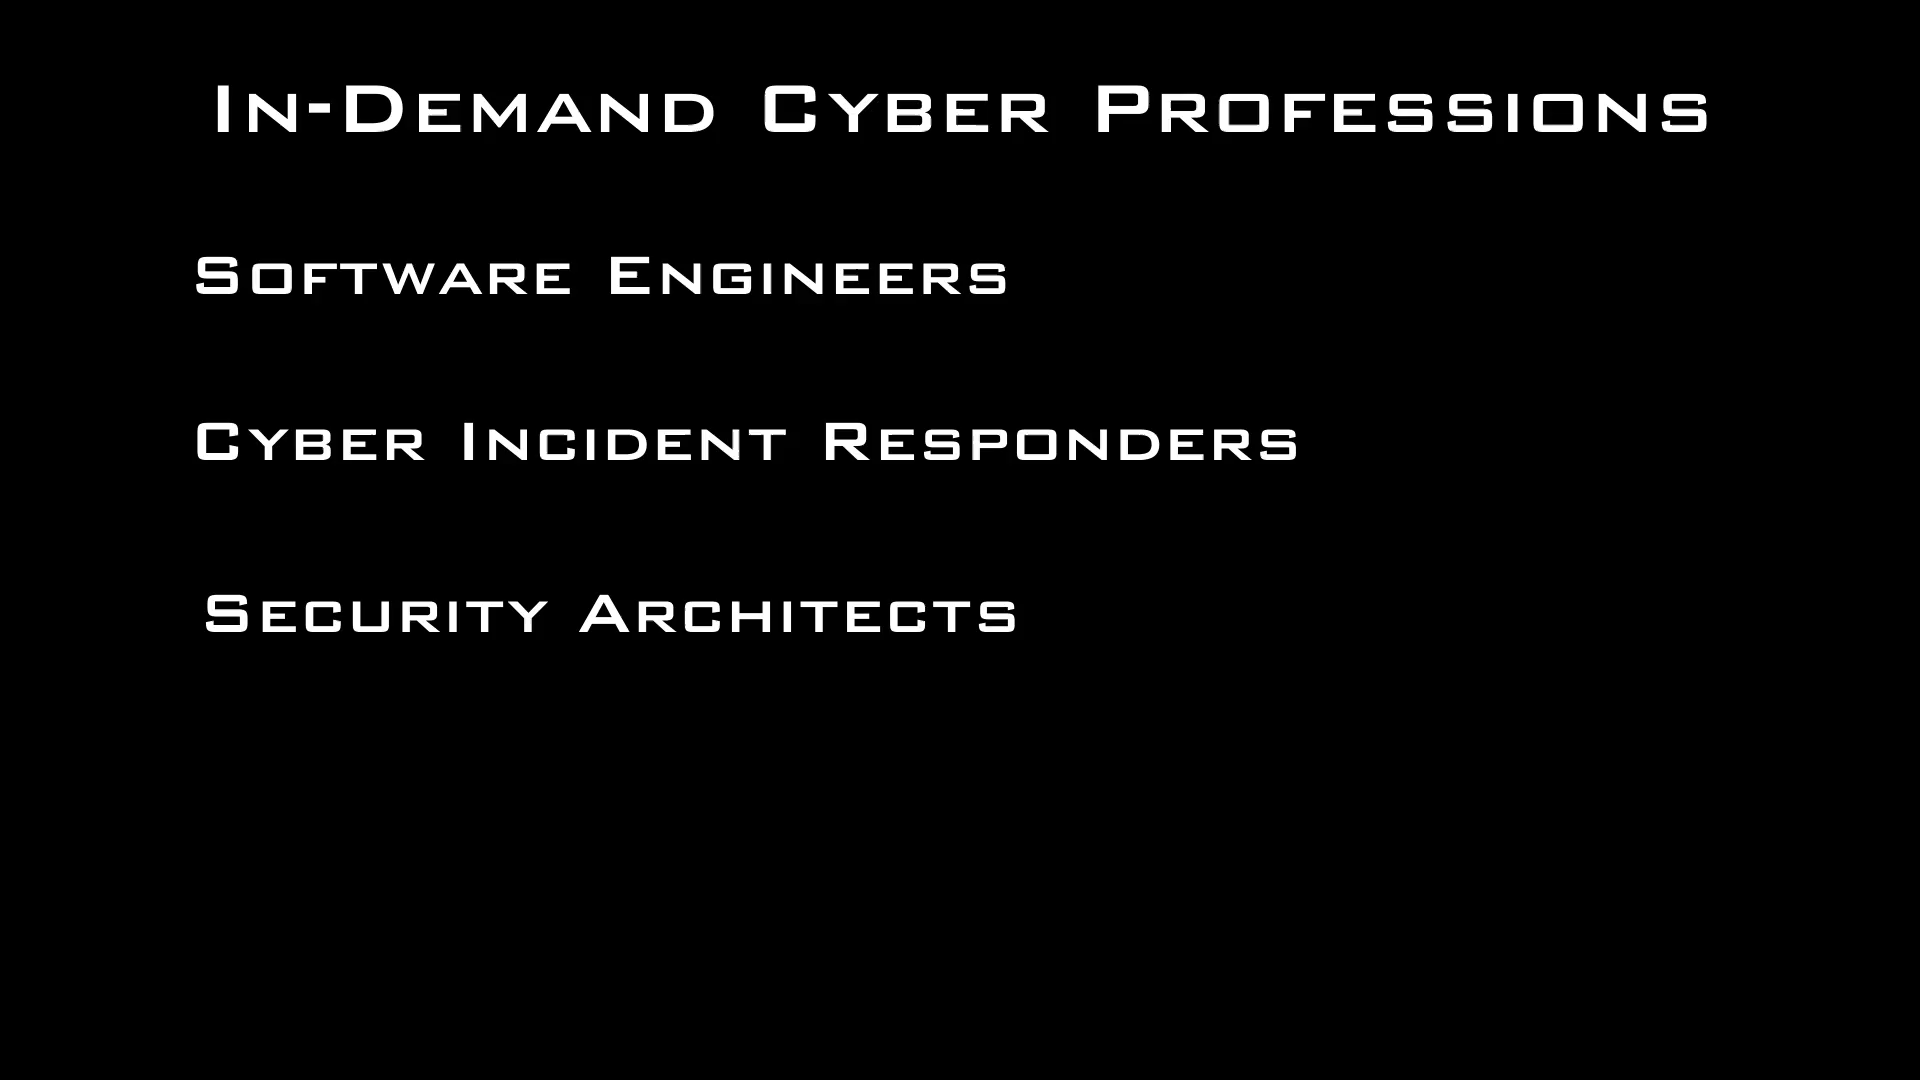 In-Demand Cyber Professions
Software Engineers
Cyber Incident Responders
Security Architects